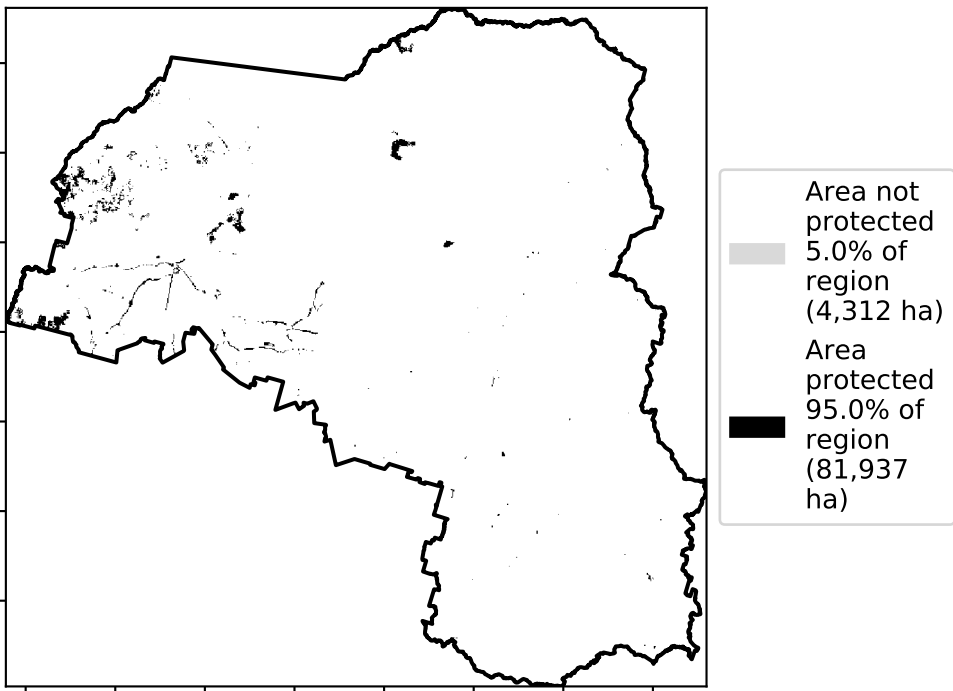 Area not
protected
5.0% of
region
(4,312 ha)
Area
protected
95.0% of
region
(81,937
ha)